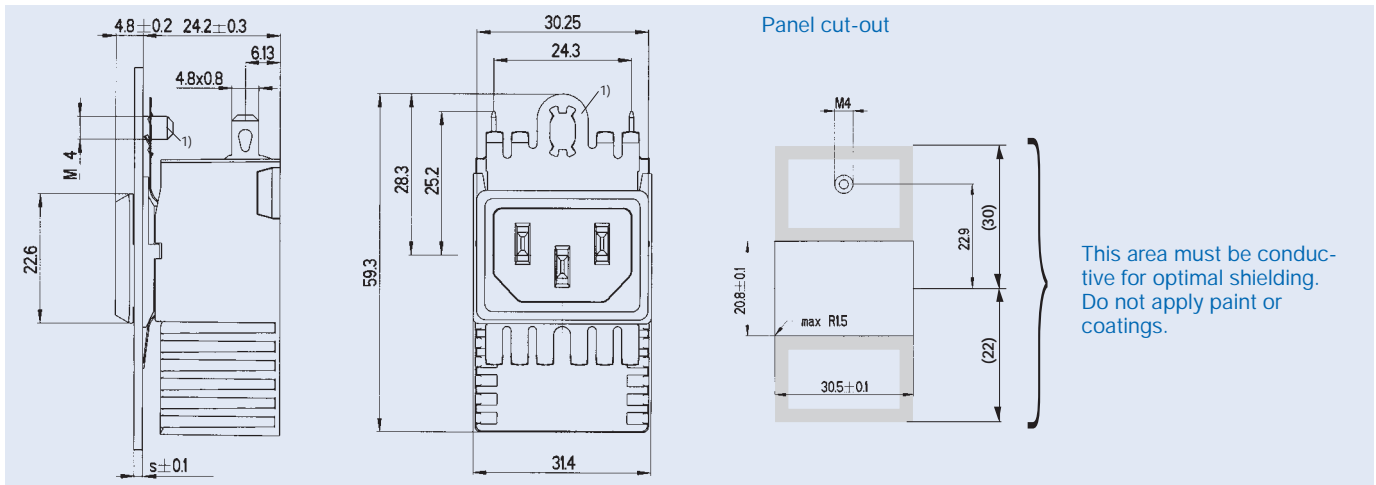 4.8±0.2
24.2±0.3
6.13
4.8x0.8
1)
M 4
22.6
s±0.1
30.25
24.3
1)
28.3
25.2
59.3
31.4
Panel cut-out
M4
(30)
22.9
20.8±0.1
max R1.5
(22)
30.5±0.1
This area must be conduc-
tive for optimal shielding.
Do not apply paint or
coatings.